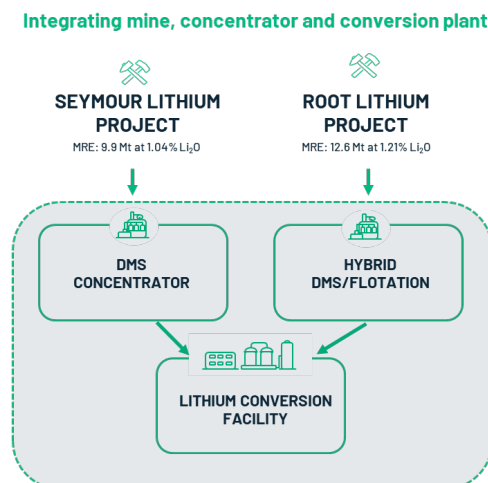 Integrating mine, concentrator and conversion plant
SEYMOUR LITHIUM
PROJECT
MRE: 9.9 Mt at 1.04% Li₂O
ROOT LITHIUM
PROJECT
MRE: 12.6 Mt at 1.21% Li₂O
DMS
CONCENTRATOR
HYBRID
DMS/FLOTATION
LITHIUM CONVERSION
FACILITY